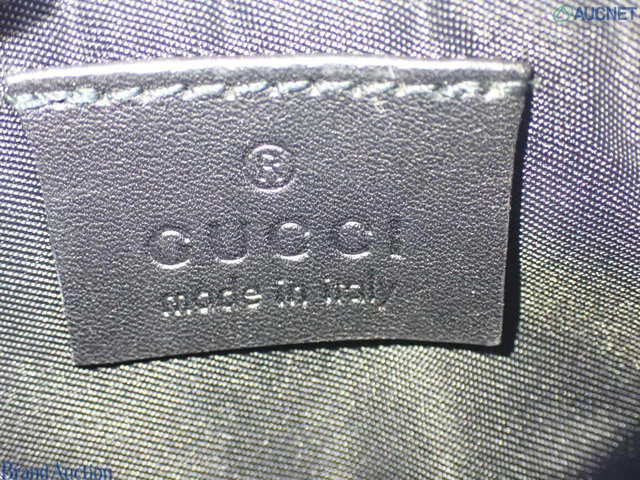 AUCNET
®
GUCCI
made in italy
Brand Auction